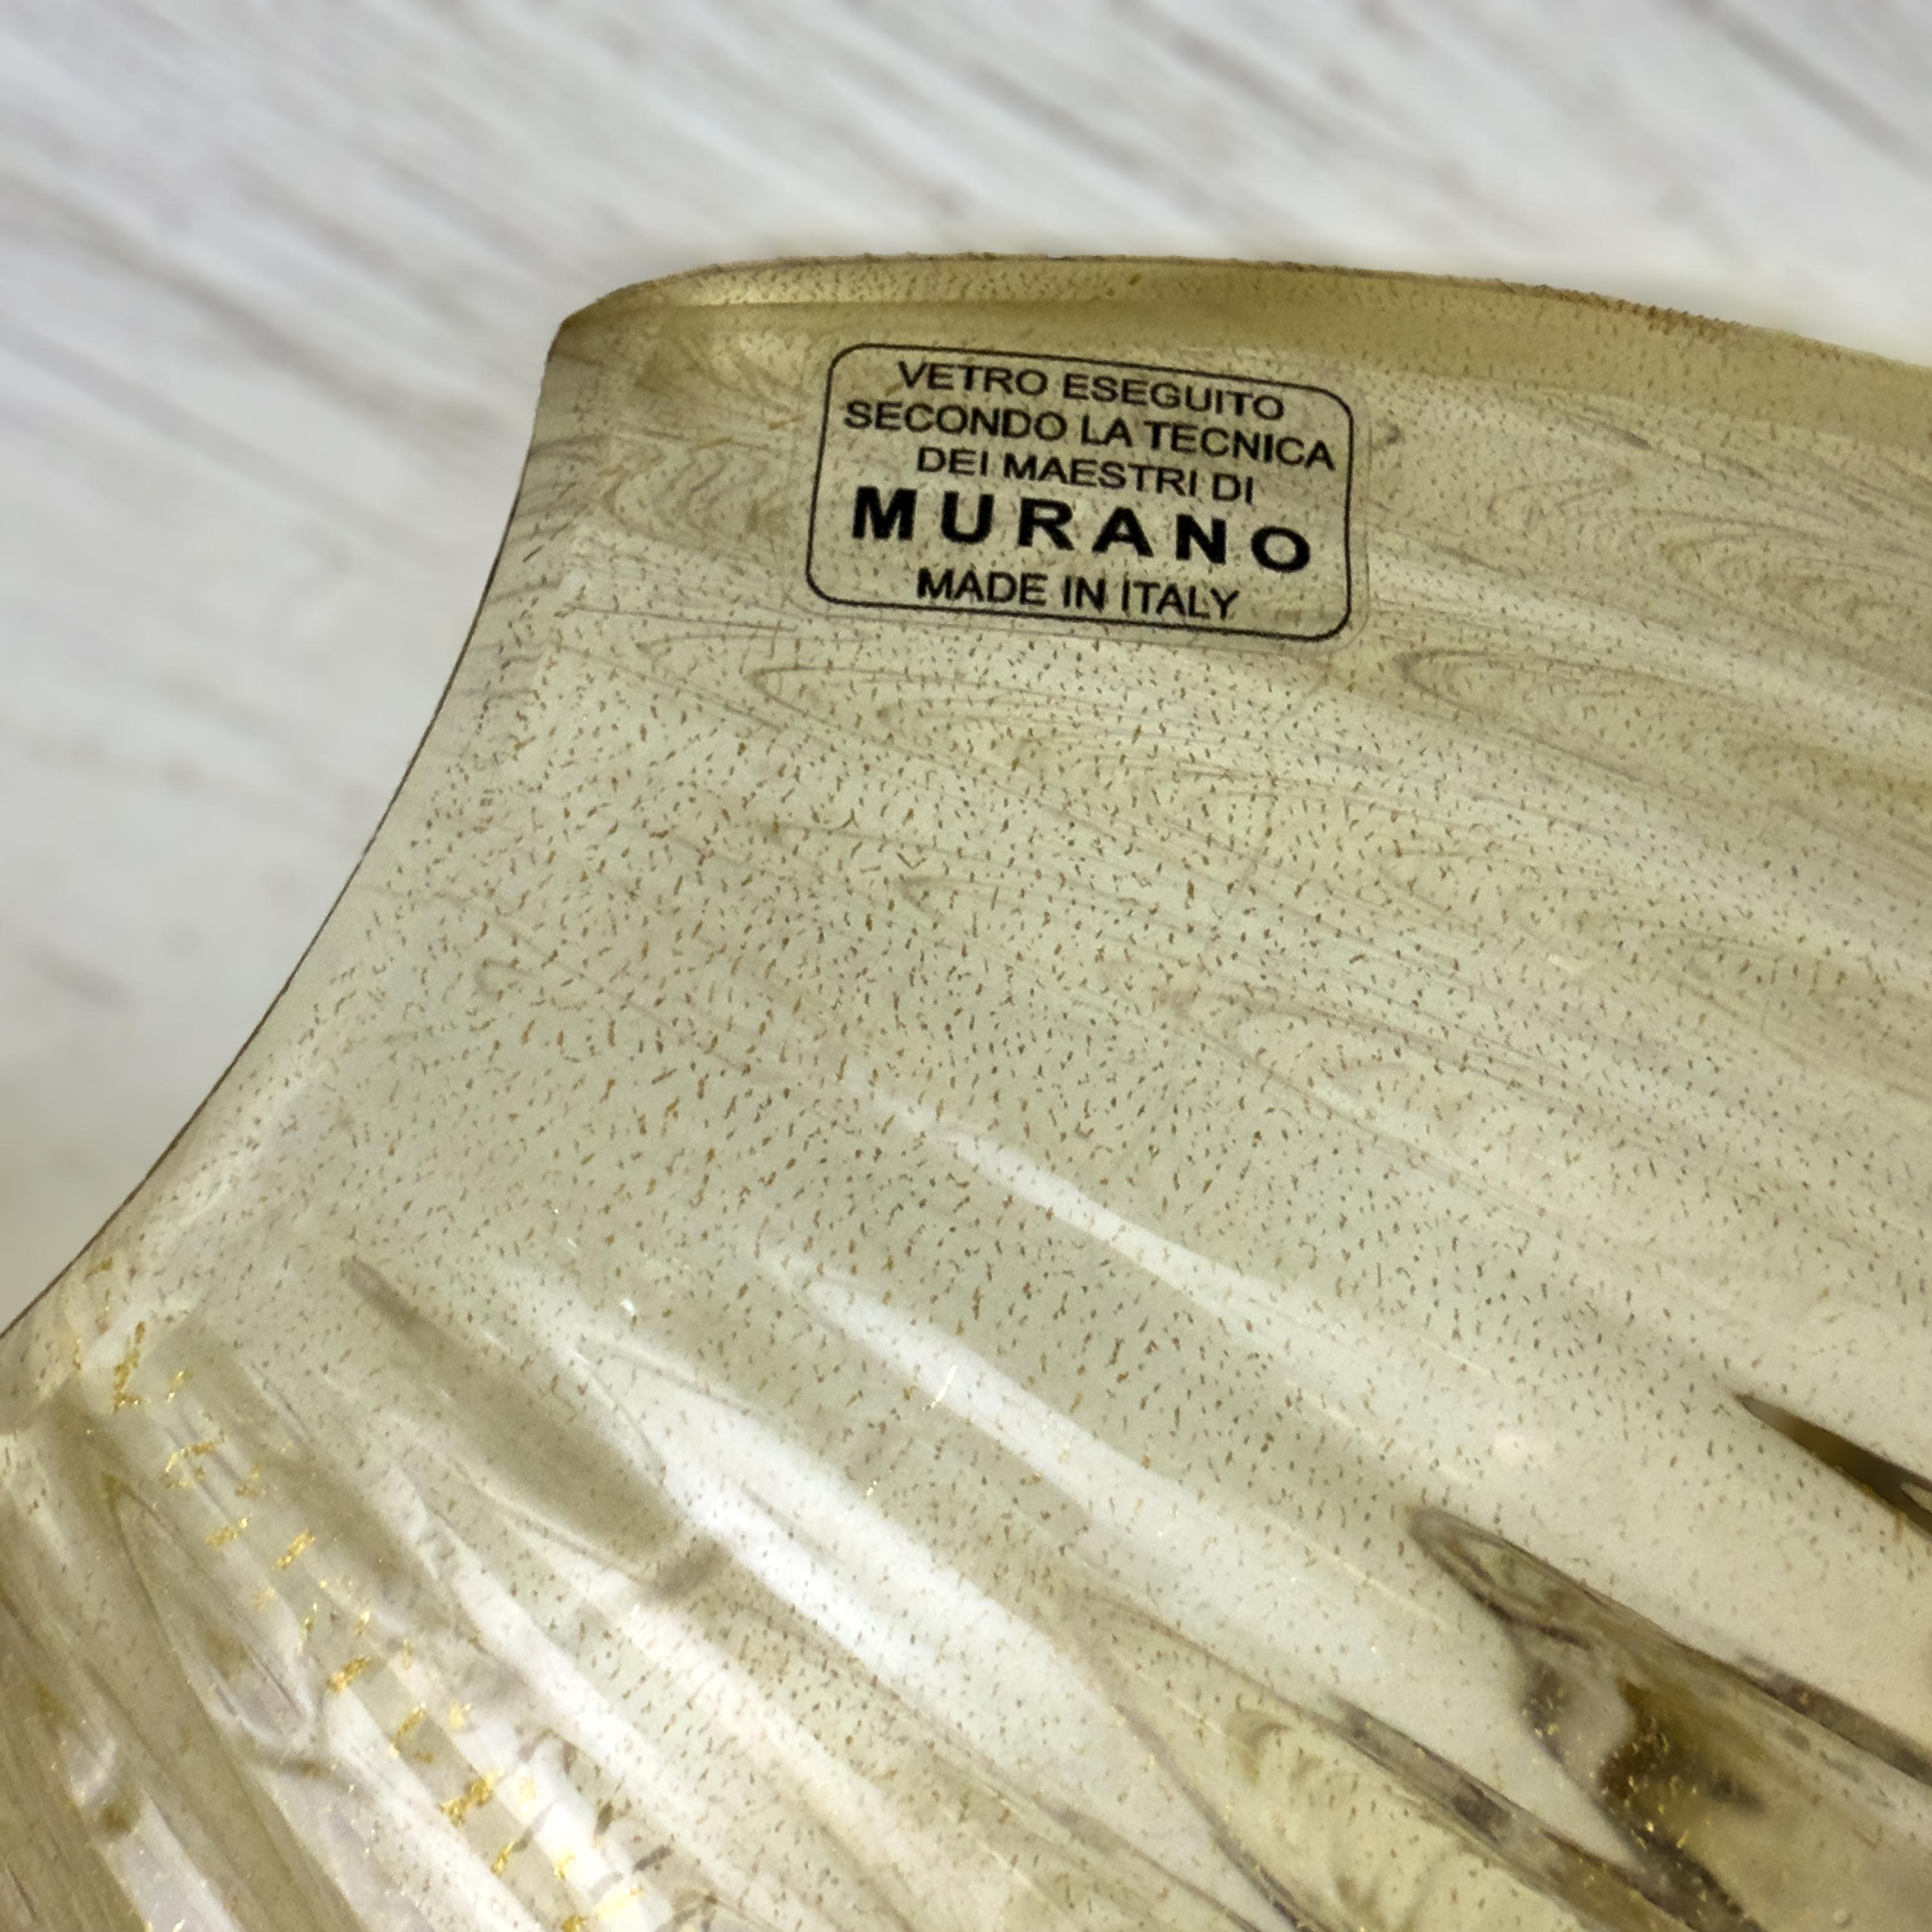 VETRO ESEGUITO
SECONDO LA TECNICA
DEI MAESTRI DI
MURANO
MADE IN ITALY